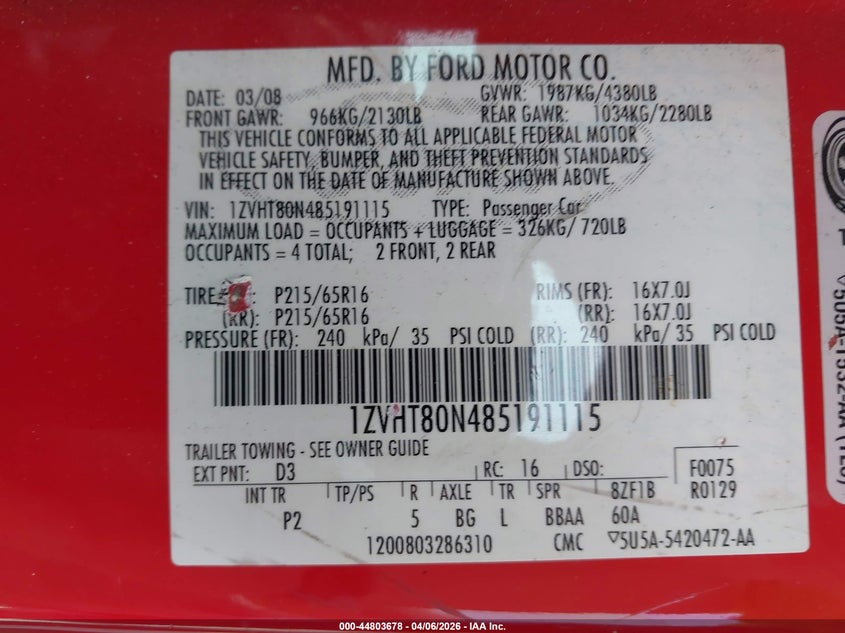 MFD. BY FORD MOTOR CO.
DATE: 03/08 GVWR: 1987KG/4380LB
FRONT GAWR: 966KG/2130LB REAR GAWR: 1034KG/2280LB
THIS VEHICLE CONFORMS TO ALL APPLICABLE FEDERAL MOTOR
VEHICLE SAFETY, BUMPER, AND THEFT PREVENTION STANDARDS
IN EFFECT ON THE DATE OF MANUFACTURE SHOWN ABOVE.
VIN: 1ZVHT80N485191115 TYPE: Passenger Car
MAXIMUM LOAD = OCCUPANTS + LUGGAGE = 326KG/ 720LB
OCCUPANTS = 4 TOTAL; 2 FRONT, 2 REAR
TIRE P215/65R16 RIMS (FR): 16X7.0J
(RR): P215/65R16 (RR): 16X7.0J
PRESSURE (FR): 240 kPa/ 35 PSI COLD (RR): 240 kPa/ 35 PSI COLD
1ZVHT80N485191115
TRAILER TOWING - SEE OWNER GUIDE
EXT PNT: D3 RC: 16 DSO: F0075
INT TR TP/PS R AXLE TR SPR 8ZF1B R0129
P2 5 BG L BBAA 60A
1200803286310 CMC ▽5U5A-5420472-AA
000-44803678 - 04/06/2026 - IAA Inc.